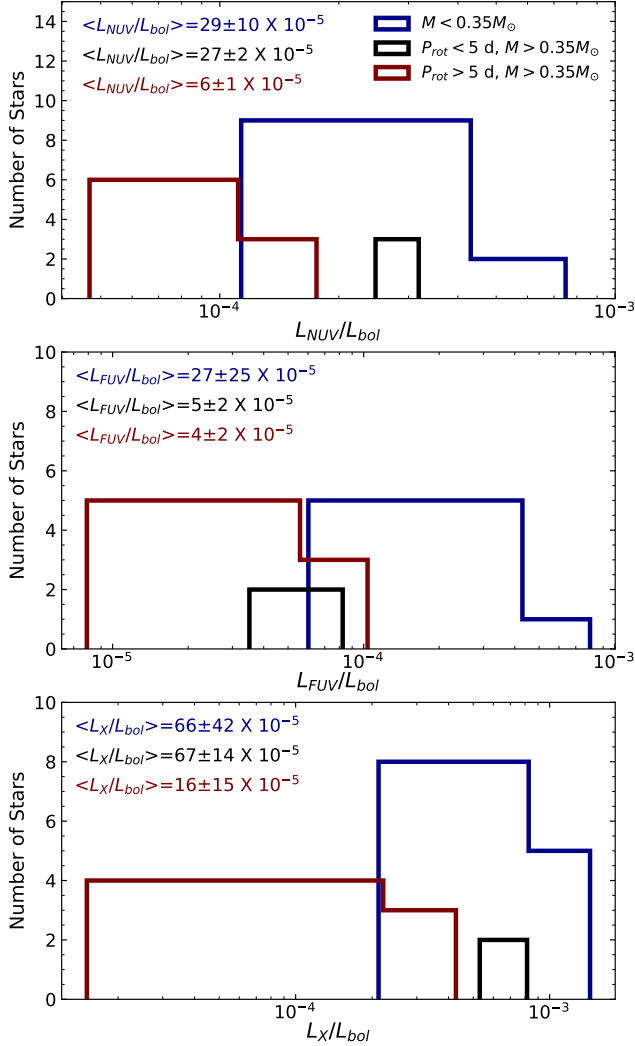 <L_NUV/L_bol>=29±10 X 10⁻⁵
<L_NUV/L_bol>=27±2 X 10⁻⁵
<L_NUV/L_bol>=6±1 X 10⁻⁵
M < 0.35M☉
P_rot < 5 d, M > 0.35M☉
P_rot > 5 d, M > 0.35M☉
Number of Stars
14
12
10
8
6
4
2
0
10⁻⁴
10⁻³
L_NUV/L_bol
<L_FUV/L_bol>=27±25 X 10⁻⁵
<L_FUV/L_bol>=5±2 X 10⁻⁵
<L_FUV/L_bol>=4±2 X 10⁻⁵
Number of Stars
10
8
6
4
2
0
10⁻⁵
10⁻⁴
10⁻³
L_FUV/L_bol
<L_X/L_bol>=66±42 X 10⁻⁵
<L_X/L_bol>=67±14 X 10⁻⁵
<L_X/L_bol>=16±15 X 10⁻⁵
Number of Stars
10
8
6
4
2
0
10⁻⁴
10⁻³
L_X/L_bol